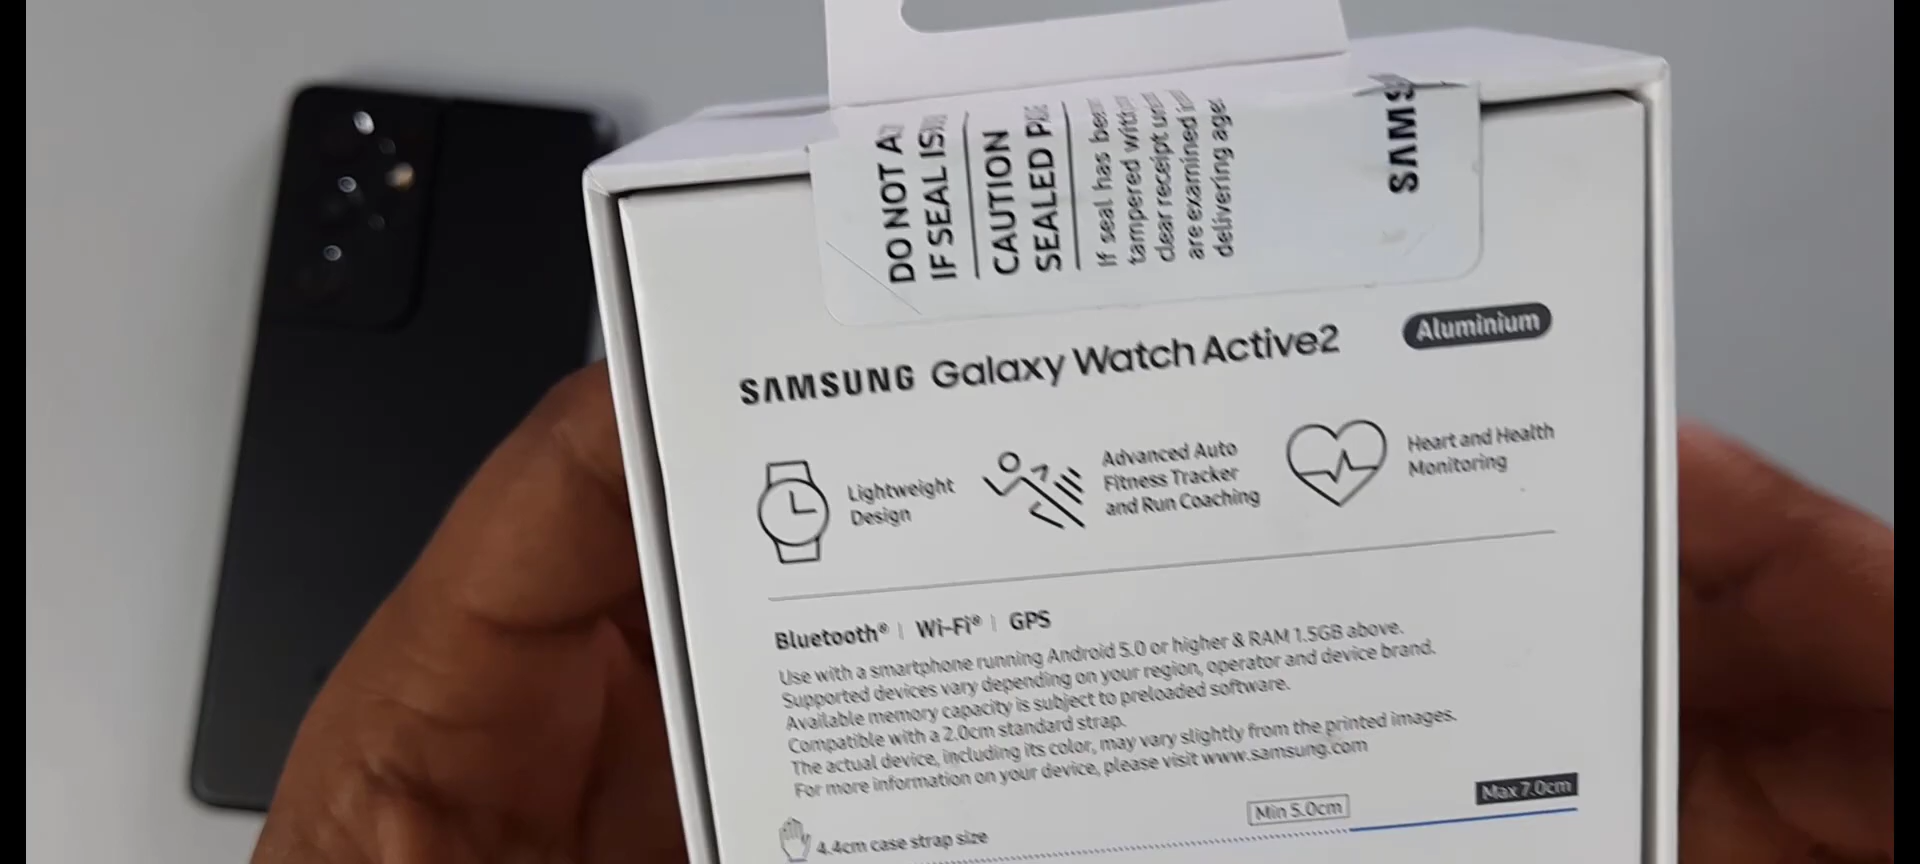 DO NOT A
IF SEAL IS
CAUTION
SEALED
If seal has
tampered with
clear receipt
are examined
delivering age
SAMS
SAMSUNG Galaxy Watch Active2
Aluminium
Lightweight
Design
Advanced Auto
Fitness Tracker
and Run Coaching
Heart and Health
Monitoring
Bluetooth® | Wi-Fi® | GPS
Use with a smartphone running Android 5.0 or higher & RAM 1.5GB above.
Supported devices vary depending on your region, operator and device brand.
Available memory capacity is subject to preloaded software.
Compatible with a 2.0cm standard strap.
The actual device, including its color, may vary slightly from the printed images.
For more information on your device, please visit www.samsung.com
Min 5.0cm
Max 7.0cm
4.4cm case strap size